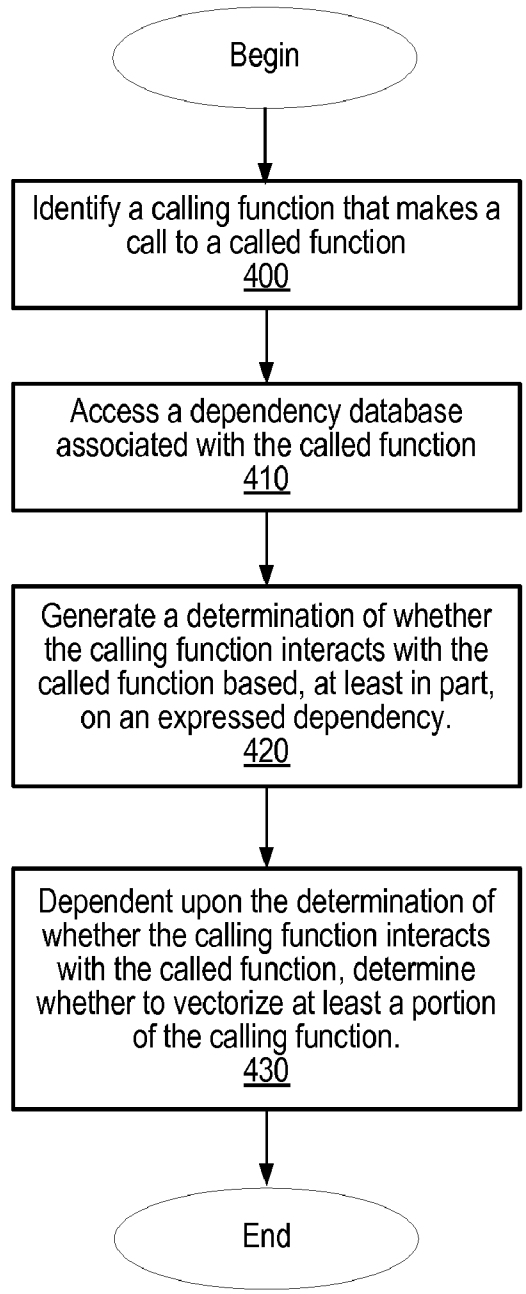 Begin
Identify a calling function that makes a
call to a called function
400
Access a dependency database
associated with the called function
410
Generate a determination of whether
the calling function interacts with the
called function based, at least in part,
on an expressed dependency.
420
Dependent upon the determination of
whether the calling function interacts
with the called function, determine
whether to vectorize at least a portion
of the calling function.
430
End